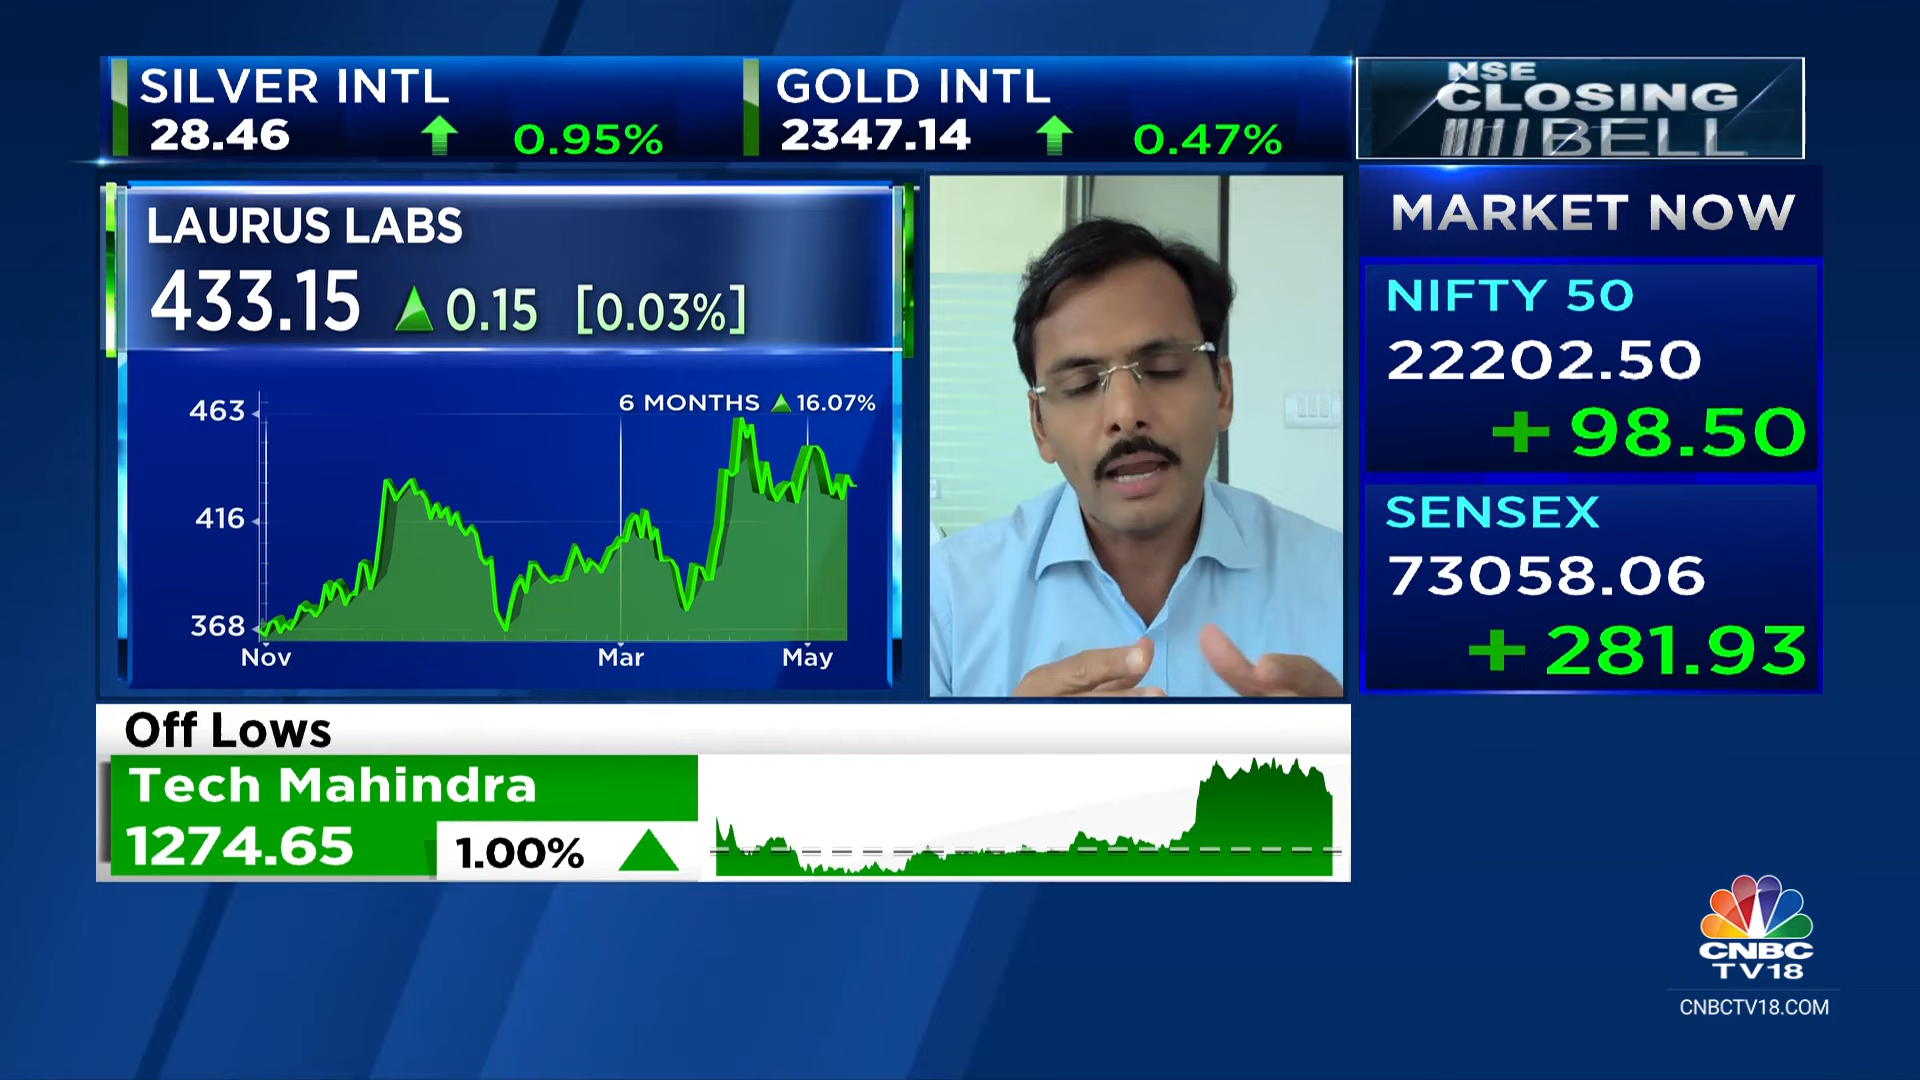 SILVER INTL
28.46 0.95%
GOLD INTL
2347.14 0.47%
NSE
CLOSING
BELL
LAURUS LABS
433.15 ▲ 0.15 [0.03%]
6 MONTHS ▲ 16.07%
463
416
368
Nov Mar May
MARKET NOW
NIFTY 50
22202.50
+ 98.50
SENSEX
73058.06
+ 281.93
Off Lows
Tech Mahindra
1274.65 1.00% ▲
CNBC
TV18
CNBCTV18.COM